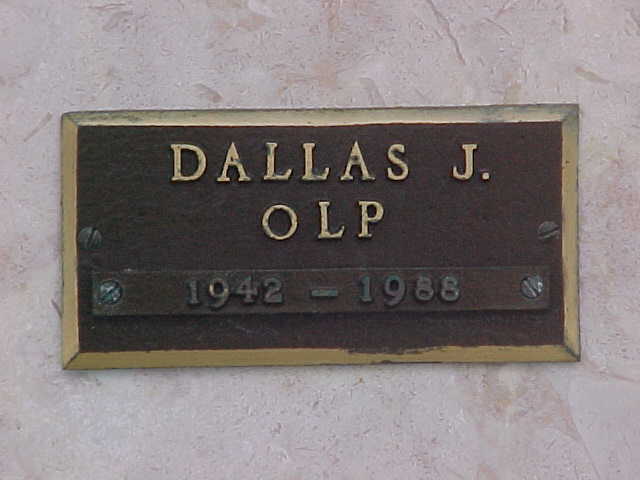 DALLAS J.
OLP
1942 – 1988